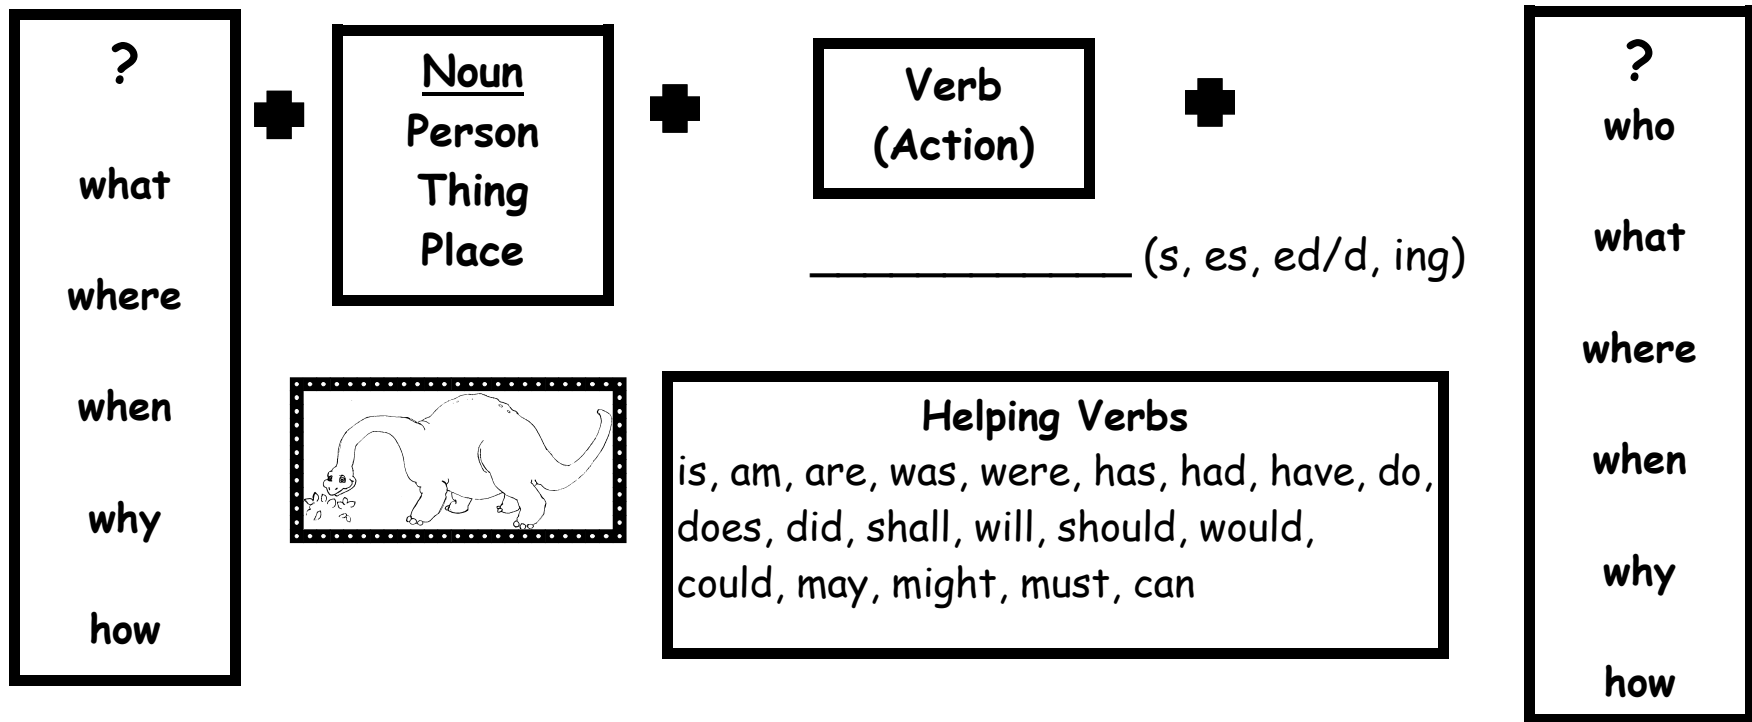 ?
what
where
when
why
how
Noun
Person
Thing
Place
Verb
(Action)
_____________ (s, es, ed/d, ing)
Helping Verbs
is, am, are, was, were, has, had, have, do,
does, did, shall, will, should, would,
could, may, might, must, can
?
who
what
where
when
why
how